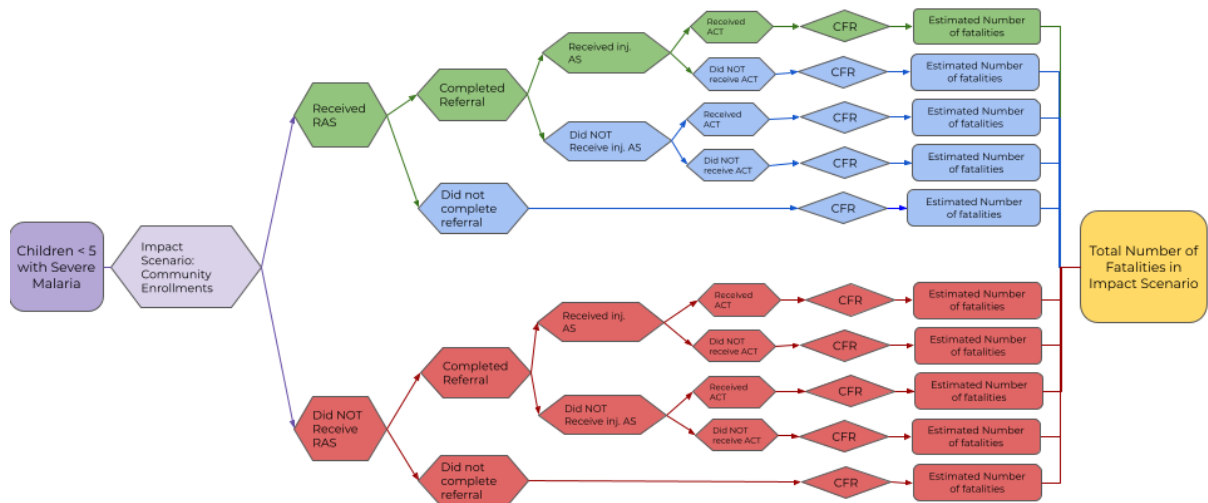 Received
ACT
CFR
Estimated Number
of fatalities
Received inj.
AS
Did NOT
receive ACT
CFR
Estimated Number
of fatalities
Completed
Referral
Received
RAS
Did NOT
Receive inj. AS
Received
ACT
CFR
Estimated Number
of fatalities
Did NOT
receive ACT
CFR
Estimated Number
of fatalities
Did not
complete
referral
CFR
Estimated Number
of fatalities
Children < 5
with Severe
Malaria
Impact
Scenario:
Community
Enrollments
Total Number of
Fatalities in
Impact Scenario
Received
ACT
CFR
Estimated Number
of fatalities
Received inj.
AS
Did NOT
receive ACT
CFR
Estimated Number
of fatalities
Completed
Referral
Did NOT
Receive
RAS
Did NOT
Receive inj. AS
Received
ACT
CFR
Estimated Number
of fatalities
Did NOT
receive ACT
CFR
Estimated Number
of fatalities
Did not
complete
referral
CFR
Estimated Number
of fatalities